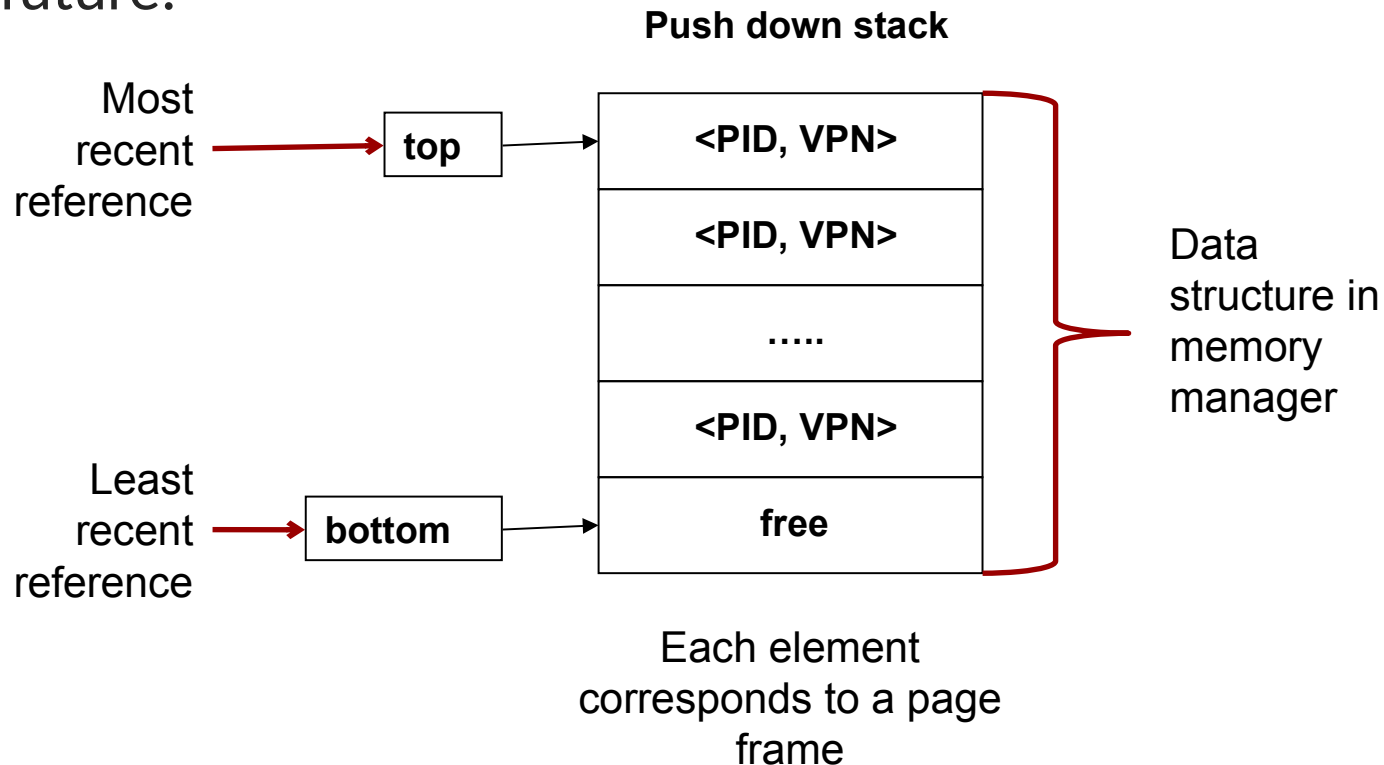 future.
Push down stack
Most
recent
reference
top
<PID, VPN>
<PID, VPN>
.....
<PID, VPN>
free
Least
recent
reference
bottom
Data
structure in
memory
manager
Each element
corresponds to a page
frame